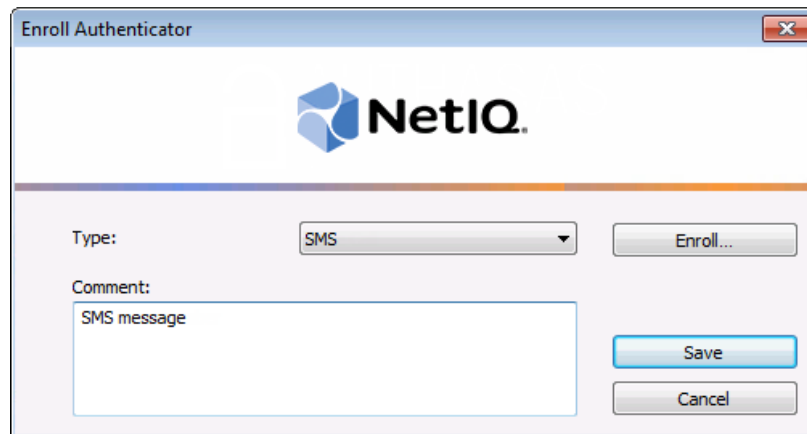 Enroll Authenticator
NetIQ.
Type:
SMS
Enroll...
Comment:
SMS message
Save
Cancel